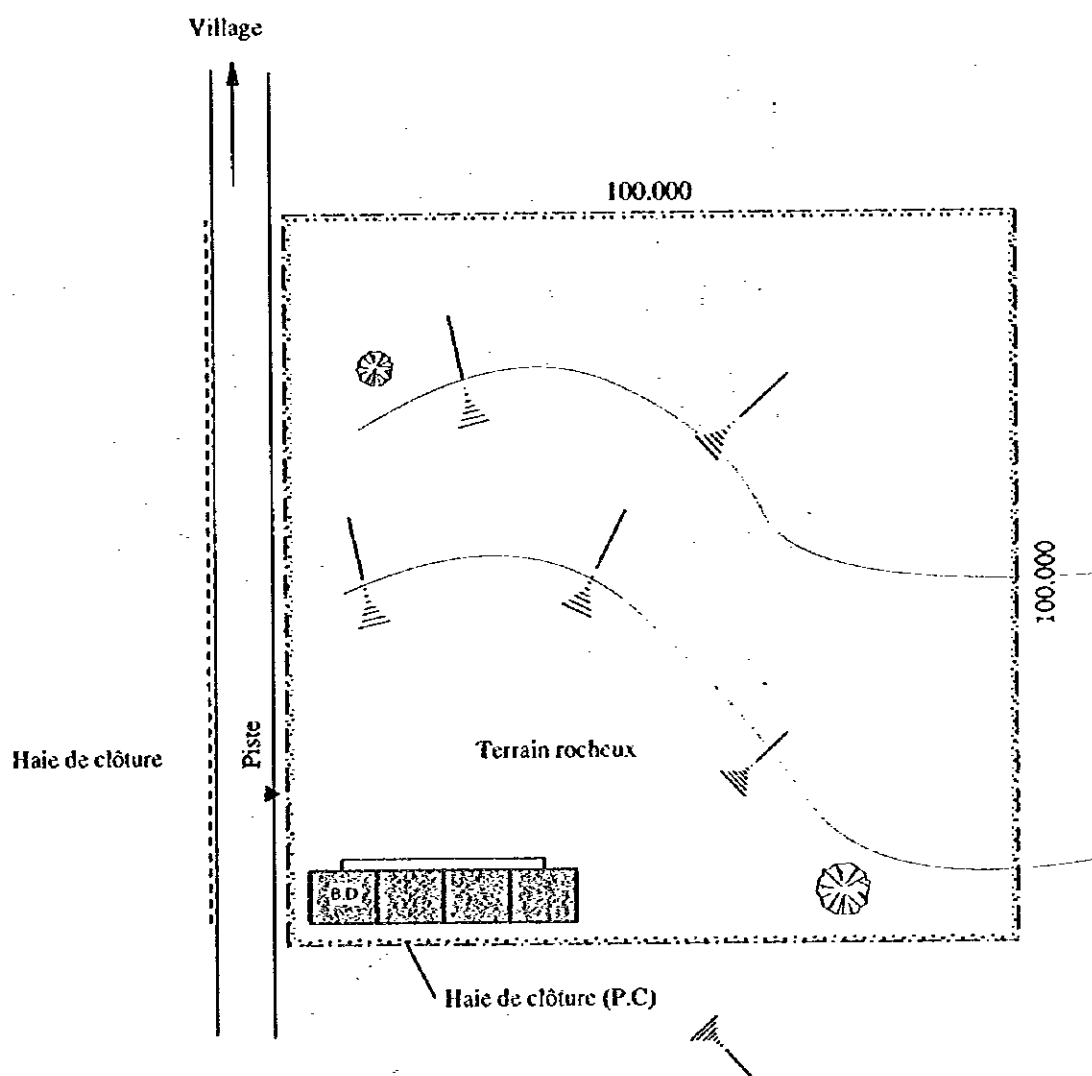 Village
100.000
100.000
Haie de clôture
Piste
Terrain rocheux
B.D
Haie de clôture (P.C)